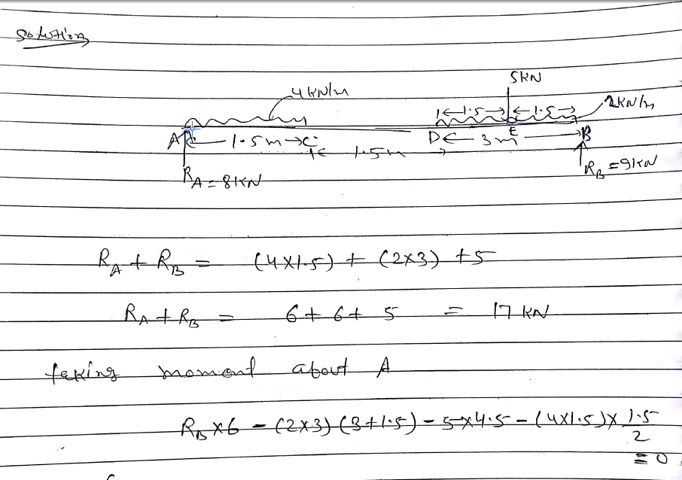 Solution
5KN
4KN/m
1.5 1.5
2KN/m
A 1.5m C D 3m E B
1.5m
RA=8KN
RB=9KN
RA + RB = (4×1.5) + (2×3) +5
RA + RB = 6+6+5 = 17 KN
taking moment about A
RB×6 - (2×3)(3+1.5) - 5×4.5 - (4×1.5)× 1.5/2
=0